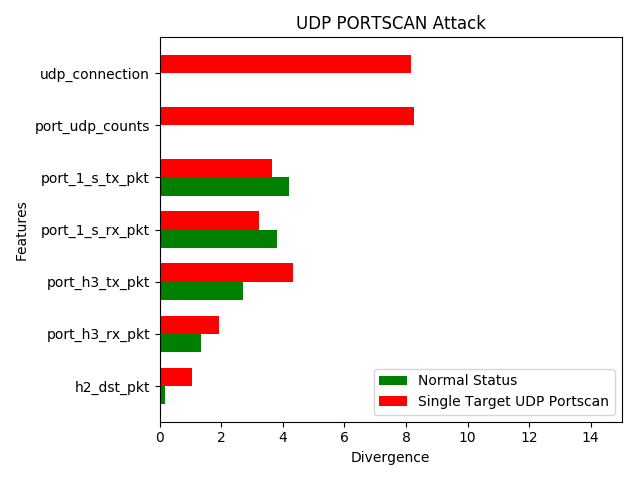 UDP PORTSCAN Attack
udp_connection
port_udp_counts
port_1_s_tx_pkt
port_1_s_rx_pkt
port_h3_tx_pkt
port_h3_rx_pkt
h2_dst_pkt
Features
Normal Status
Single Target UDP Portscan
0 2 4 6 8 10 12 14
Divergence